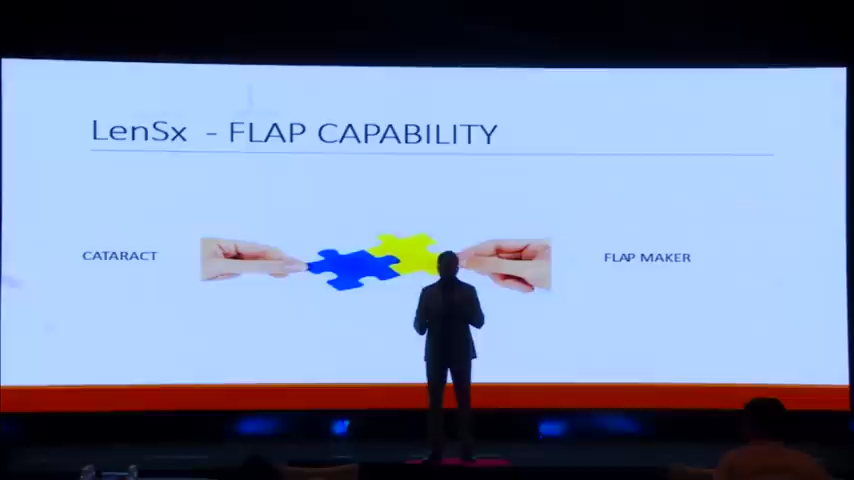 LenSx - FLAP CAPABILITY
CATARACT
FLAP MAKER